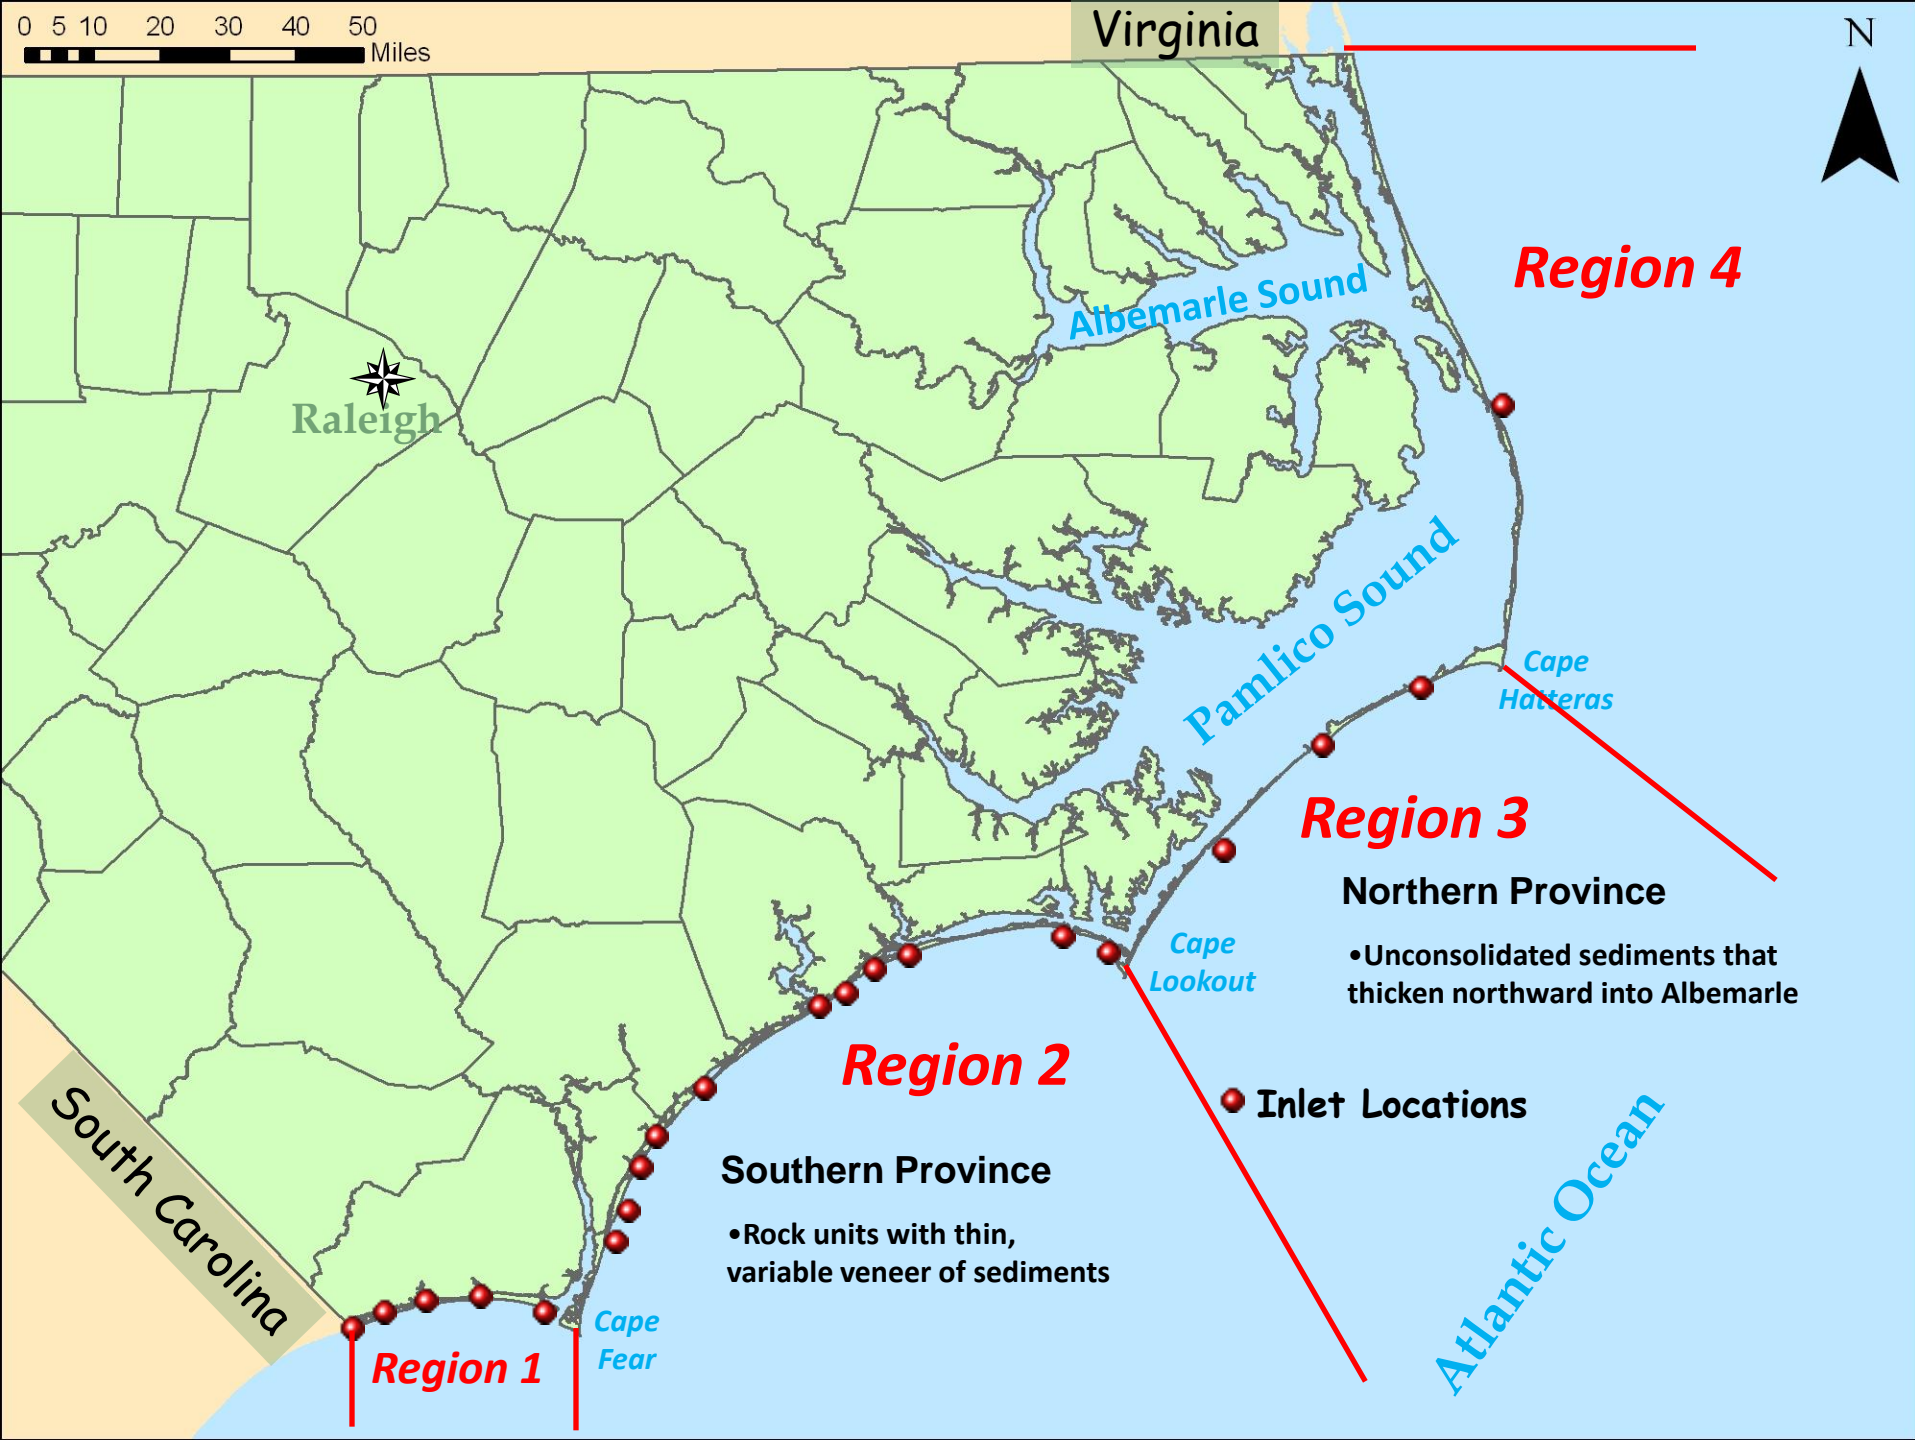 0 5 10 20 30 40 50
Miles
Virginia
N
Region 4
Albemarle Sound
Raleigh
Pamlico Sound
Cape
Hatteras
Region 3
Northern Province
•Unconsolidated sediments that
thicken northward into Albemarle
Cape
Lookout
Region 2
Inlet Locations
Southern Province
•Rock units with thin,
variable veneer of sediments
South Carolina
Atlantic Ocean
Cape
Fear
Region 1